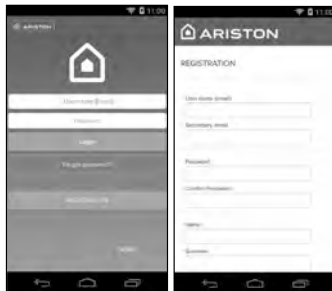 11:00
ARISTON
User name (Email)
Password
Login
Forgot password?
REGISTRATION
11:00
ARISTON
REGISTRATION
User name (email)
Secondary email
Password
Confirm Password
Name
Surname